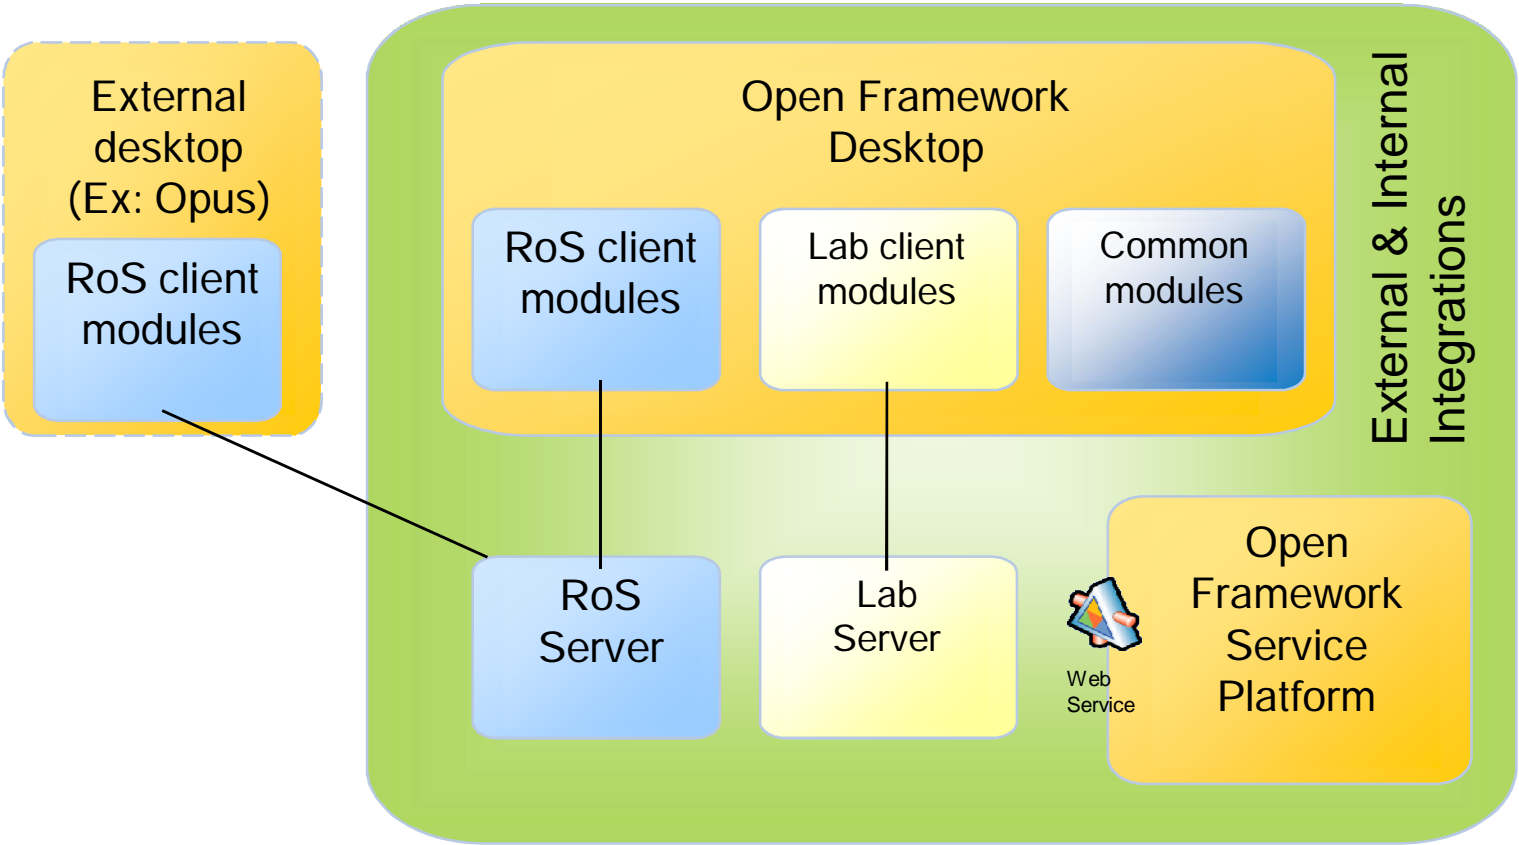 External
desktop
(Ex: Opus)
RoS client
modules
Open Framework
Desktop
RoS client
modules
Lab client
modules
Common
modules
External & Internal
Integrations
RoS
Server
Lab
Server
Web
Service
Open
Framework
Service
Platform